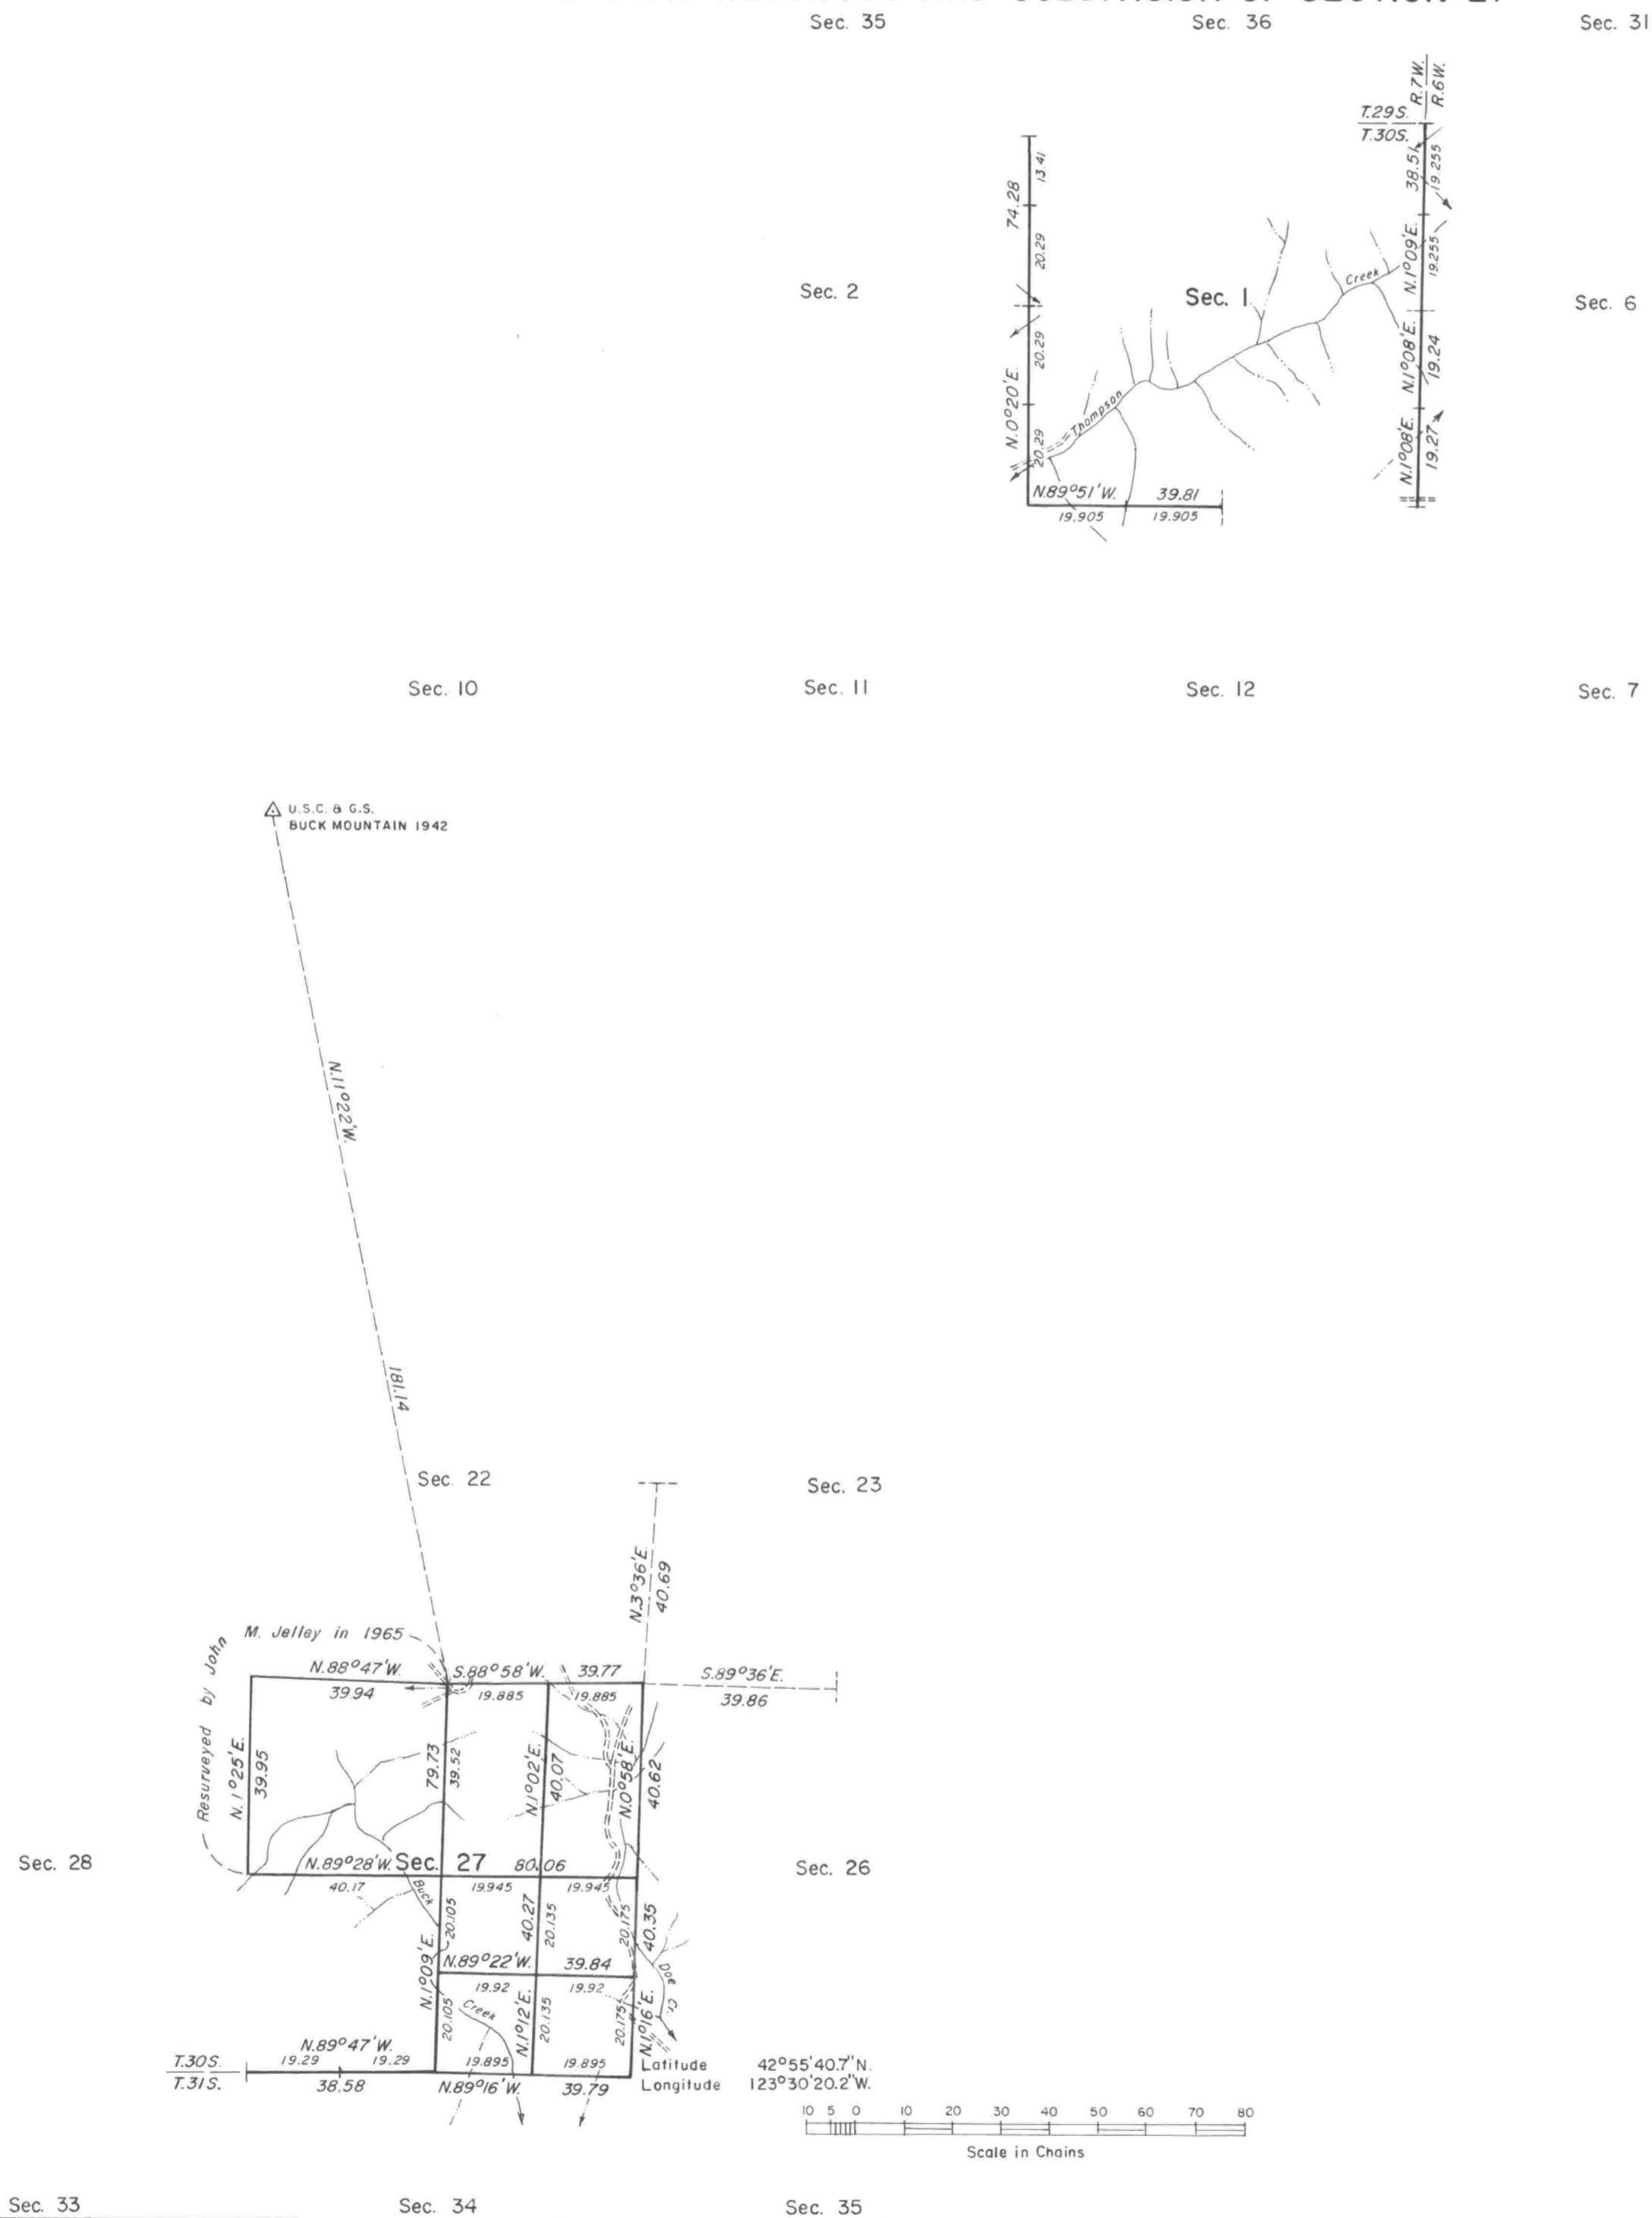 SUBDIVISION OF SECTION 27
Sec. 35
Sec. 36
Sec. 31
R.7W.
R.6W.
T.29S.
T.30S.
38.51
19.255
N.1°09'E.
19.255
N.1°08'E.
19.24
N.1°08'E.
19.27
74.28
13.41
20.29
20.29
N.0°20'E.
20.29
Sec. 2
Sec. 1
Creek
Thompson
Sec. 6
N.89°51'W. 39.81
19.905 19.905
Sec. 10
Sec. 11
Sec. 12
Sec. 7
U.S.C. & G.S.
BUCK MOUNTAIN 1942
N.11°22'W.
181.14
Sec. 22
Sec. 23
N.3°36'E.
40.69
Resurveyed by John
M. Jelley in 1965
N.88°47'W.
39.94
S.88°58'W. 39.77
19.885 19.885
S.89°36'E.
39.86
N.1°25'E.
39.95
79.73
39.52
N.1°02'E.
40.07
N.0°58'E.
40.62
Sec. 28
N.89°28'W.
Sec. 27
80.06
Sec. 26
40.17
19.945 19.945
Buck
20.105
40.27
20.135
20.175
40.35
N.1°09'E.
N.89°22'W. 39.84
19.92 19.92
Doe Cr.
20.105
Creek
N.1°12'E.
20.135
20.175
N.1°16'E.
N.89°47'W.
T.30S.
T.31S.
19.29 19.29
38.58
19.895 19.895
N.89°16'W. 39.79
Latitude 42°55'40.7"N.
Longitude 123°30'20.2"W.
10 5 0 10 20 30 40 50 60 70 80
Scale in Chains
Sec. 33
Sec. 34
Sec. 35